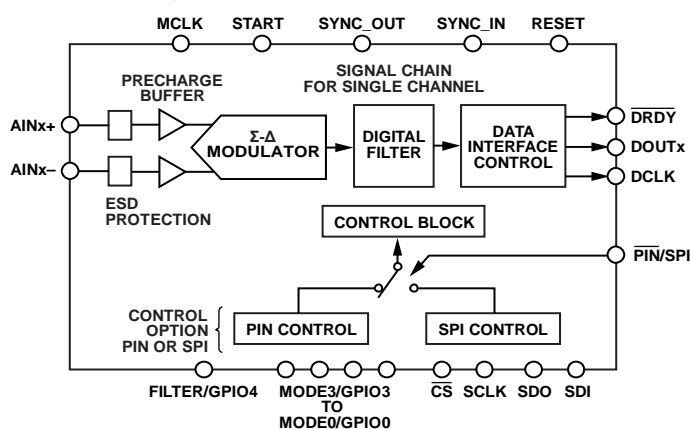 MCLK START SYNC_OUT SYNC_IN RESET
PRECHARGE
BUFFER
SIGNAL CHAIN
FOR SINGLE CHANNEL
AINx+
AINx–
Σ-Δ
MODULATOR
DIGITAL
FILTER
DATA
INTERFACE
CONTROL
DRDY
DOUTx
DCLK
ESD
PROTECTION
CONTROL BLOCK
PIN/SPI
CONTROL
OPTION
PIN OR SPI
PIN CONTROL
SPI CONTROL
FILTER/GPIO4
MODE3/GPIO3
TO
MODE0/GPIO0
CS SCLK SDO SDI